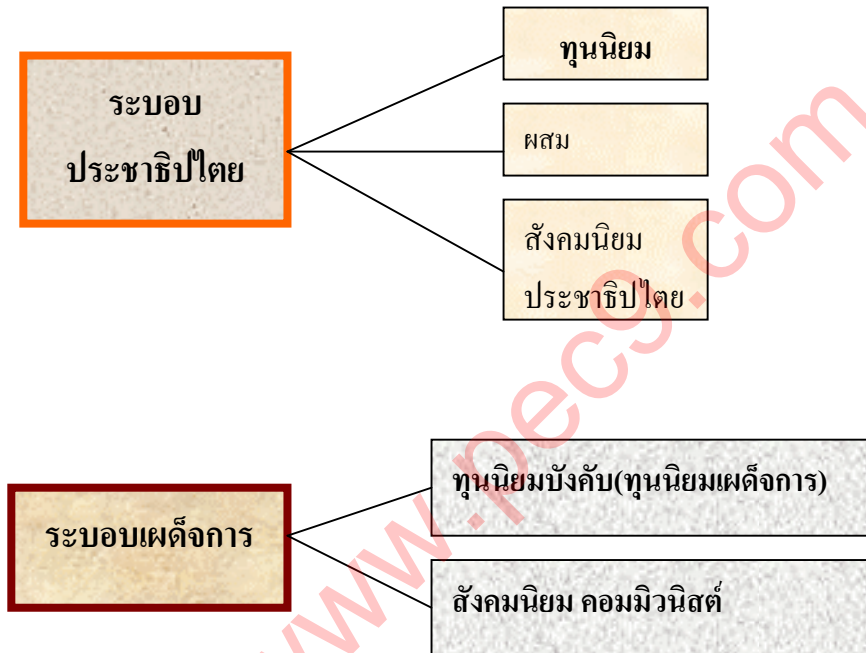 ระบอบ
ประชาธิปไตย
ทุนนิยม
ผสม
สังคมนิยม
ประชาธิปไตย
ระบอบเผด็จการ
ทุนนิยมบังคับ(ทุนนิยมเผด็จการ)
สังคมนิยม คอมมิวนิสต์
www.pec9.com